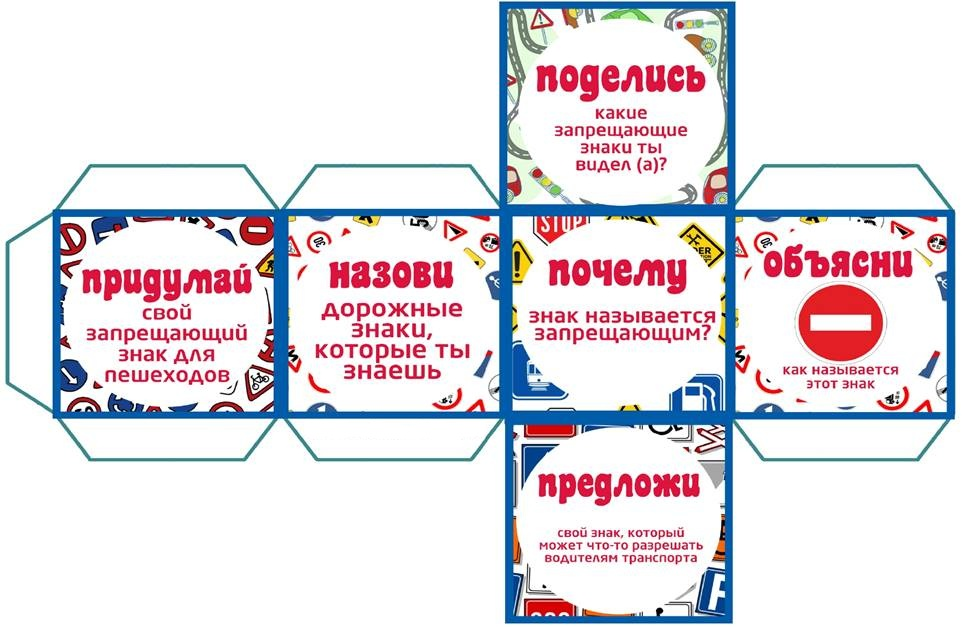 поделись
какие
запрещающие
знаки ты
видел (а)?
придумай
свой
запрещающий
знак для
пешеходов
назови
дорожные
знаки,
которые ты
знаешь
STOP
почему
знак называется
запрещающим?
объясни
как называется
этот знак
предложи
свой знак, который
может что-то разрешать
водителям транспорта
P